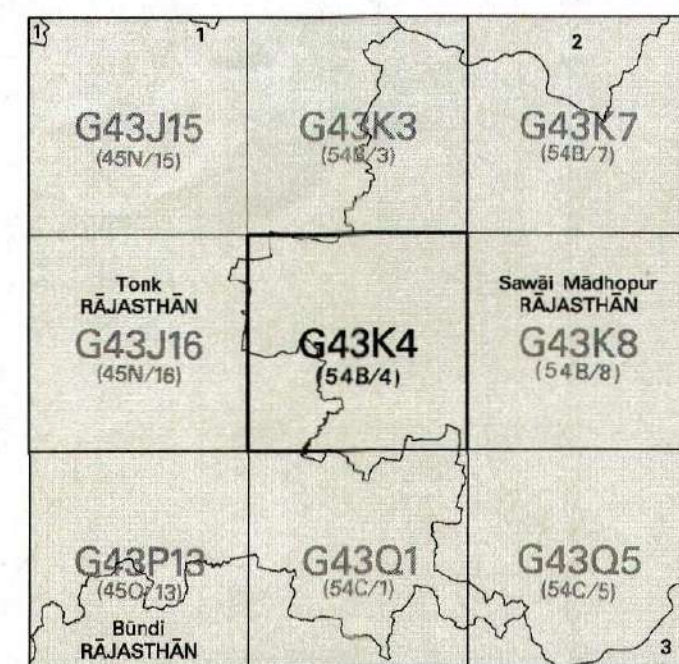 1
1
2
G43J15
(45N/15)
G43K3
(54B/3)
G43K7
(54B/7)
Tonk
RĀJASTHĀN
G43J16
(45N/16)
G43K4
(54B/4)
Sawāi Mādhopur
RĀJASTHĀN
G43K8
(54B/8)
G43P13
(45O/13)
Būndi
RĀJASTHĀN
G43Q1
(54C/1)
G43Q5
(54C/5)
3